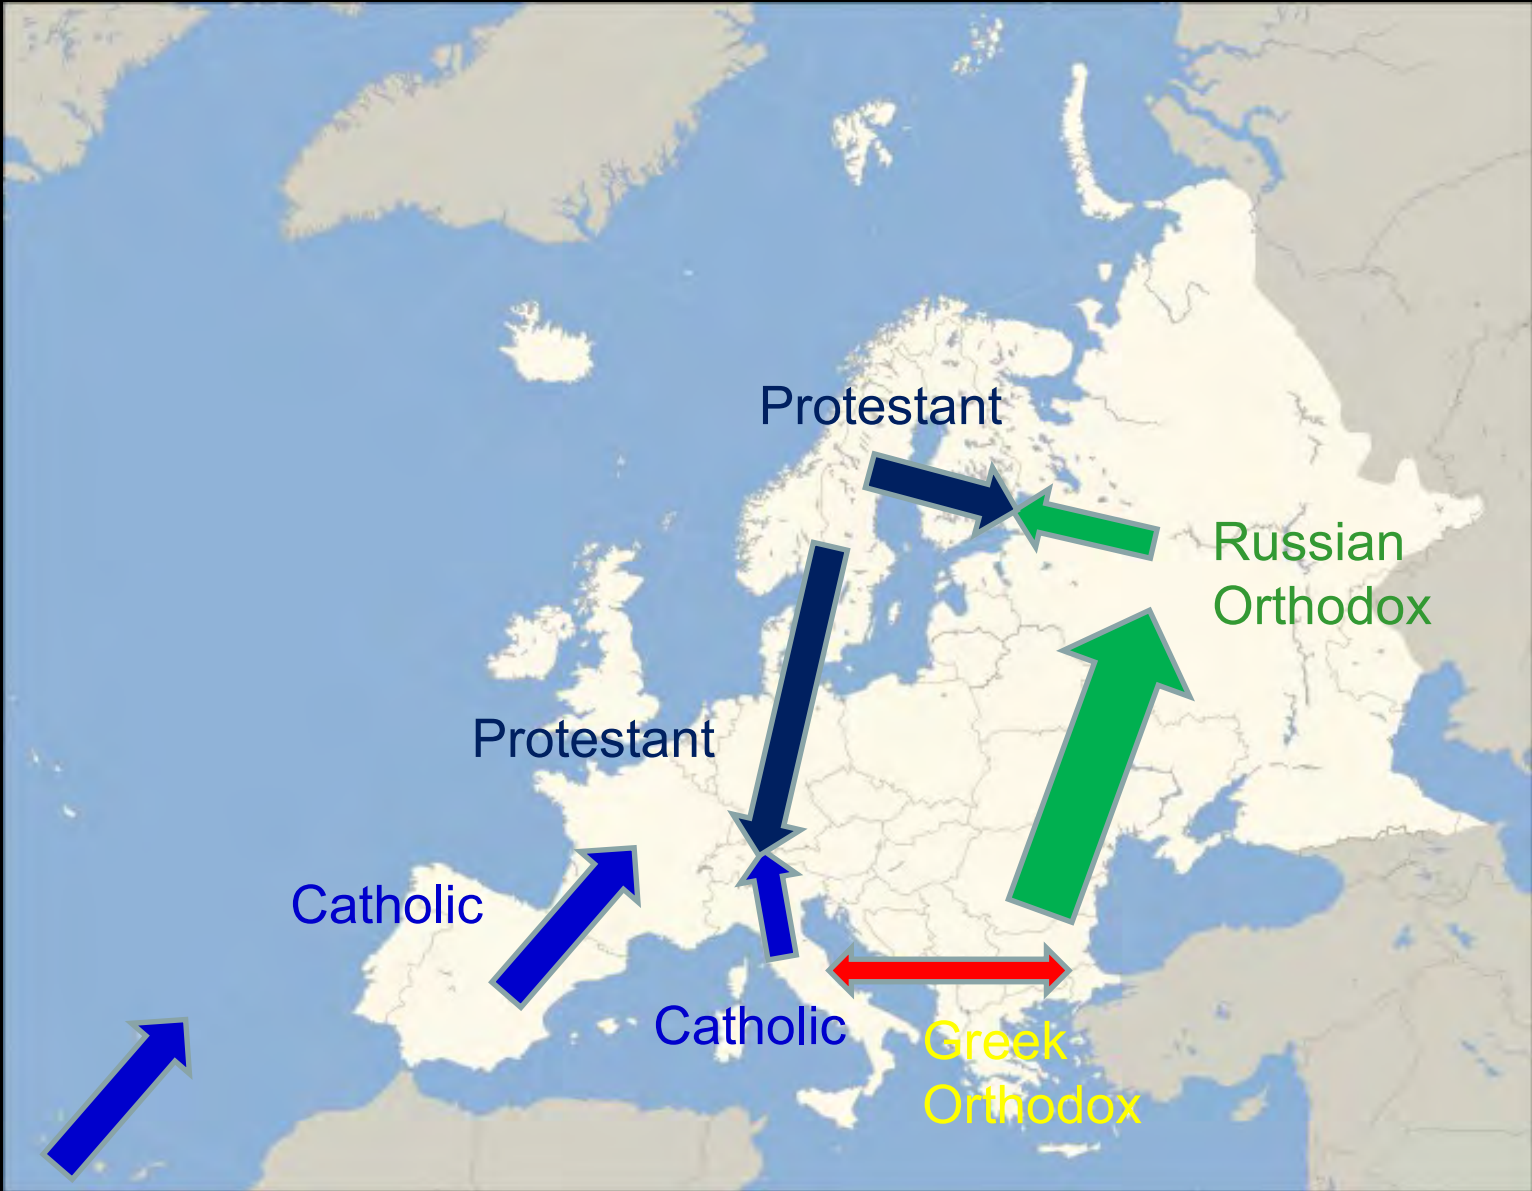 Protestant
Russian
Orthodox
Protestant
Catholic
Catholic
Greek
Orthodox